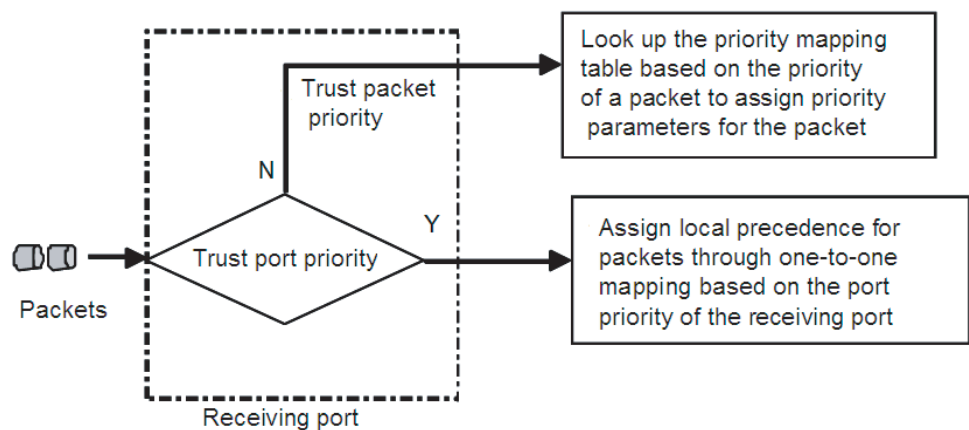 Look up the priority mapping
table based on the priority
of a packet to assign priority
parameters for the packet
Trust packet
priority
N
Y
Trust port priority
Packets
Assign local precedence for
packets through one-to-one
mapping based on the port
priority of the receiving port
Receiving port